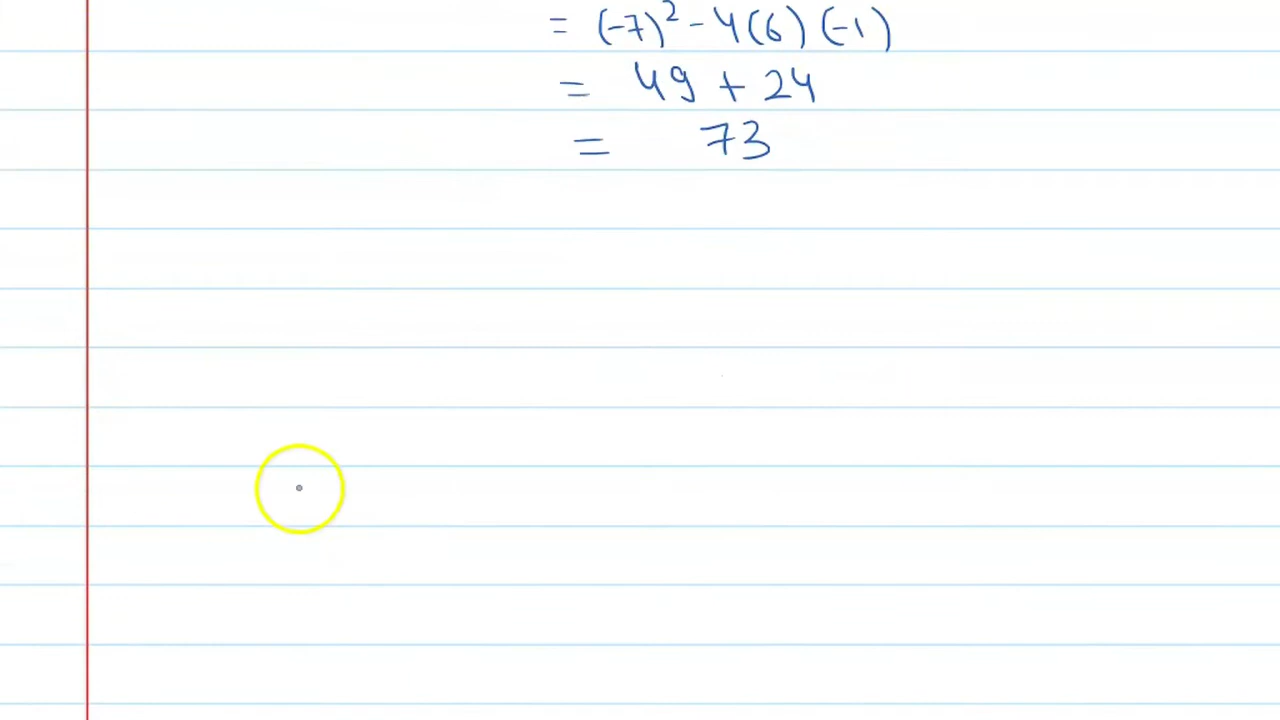 = (-7)² - 4(6)(-1)
= 49 + 24
= 73